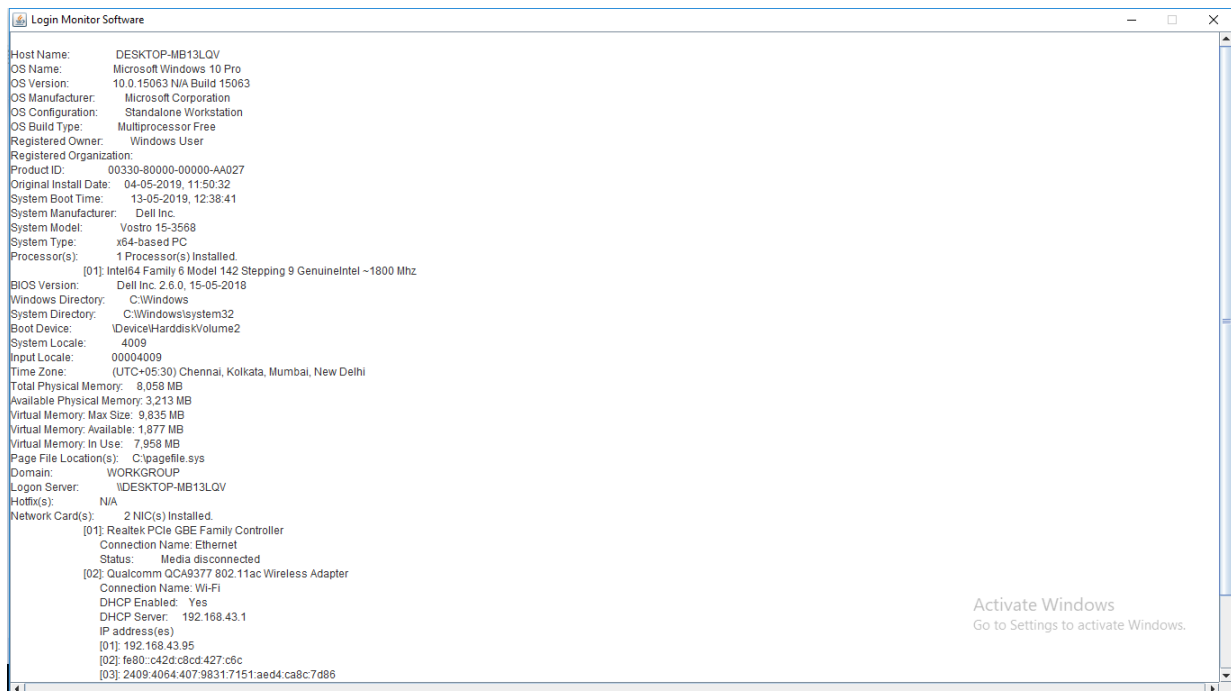 Login Monitor Software
Host Name: DESKTOP-MB13LQV
OS Name: Microsoft Windows 10 Pro
OS Version: 10.0.15063 N/A Build 15063
OS Manufacturer: Microsoft Corporation
OS Configuration: Standalone Workstation
OS Build Type: Multiprocessor Free
Registered Owner: Windows User
Registered Organization:
Product ID: 00330-80000-00000-AA027
Original Install Date: 04-05-2019, 11:50:32
System Boot Time: 13-05-2019, 12:38:41
System Manufacturer: Dell Inc.
System Model: Vostro 15-3568
System Type: x64-based PC
Processor(s): 1 Processor(s) Installed.
[01]: Intel64 Family 6 Model 142 Stepping 9 GenuineIntel ~1800 Mhz
BIOS Version: Dell Inc. 2.6.0, 15-05-2018
Windows Directory: C:\Windows
System Directory: C:\Windows\system32
Boot Device: \Device\HarddiskVolume2
System Locale: 4009
Input Locale: 00004009
Time Zone: (UTC+05:30) Chennai, Kolkata, Mumbai, New Delhi
Total Physical Memory: 8,058 MB
Available Physical Memory: 3,213 MB
Virtual Memory: Max Size: 9,835 MB
Virtual Memory: Available: 1,877 MB
Virtual Memory: In Use: 7,958 MB
Page File Location(s): C:\pagefile.sys
Domain: WORKGROUP
Logon Server: \\DESKTOP-MB13LQV
Hotfix(s): N/A
Network Card(s): 2 NIC(s) Installed.
[01]: Realtek PCIe GBE Family Controller
Connection Name: Ethernet
Status: Media disconnected
[02]: Qualcomm QCA9377 802.11ac Wireless Adapter
Connection Name: Wi-Fi
DHCP Enabled: Yes
DHCP Server: 192.168.43.1
IP address(es)
[01]: 192.168.43.95
[02]: fe80::c42d:c8cd:427:c6c
[03]: 2409:4064:407:9831:7151:aed4:ca8c:7d86
Activate Windows
Go to Settings to activate Windows.